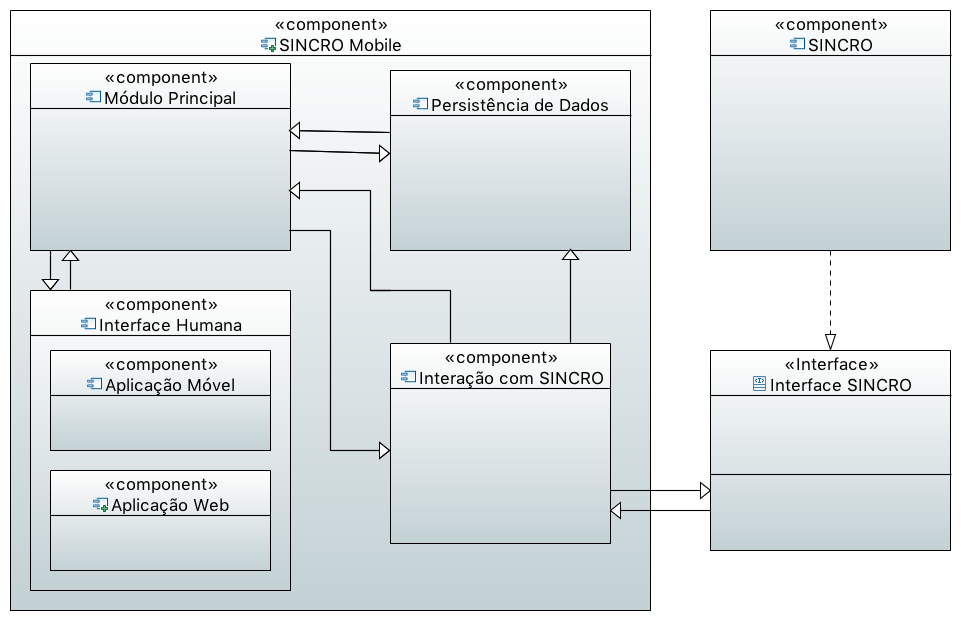 «component»
SINCRO Mobile
«component»
Módulo Principal
«component»
Persistência de Dados
«component»
Interface Humana
«component»
Aplicação Móvel
«component»
Aplicação Web
«component»
Interação com SINCRO
«component»
SINCRO
«Interface»
Interface SINCRO